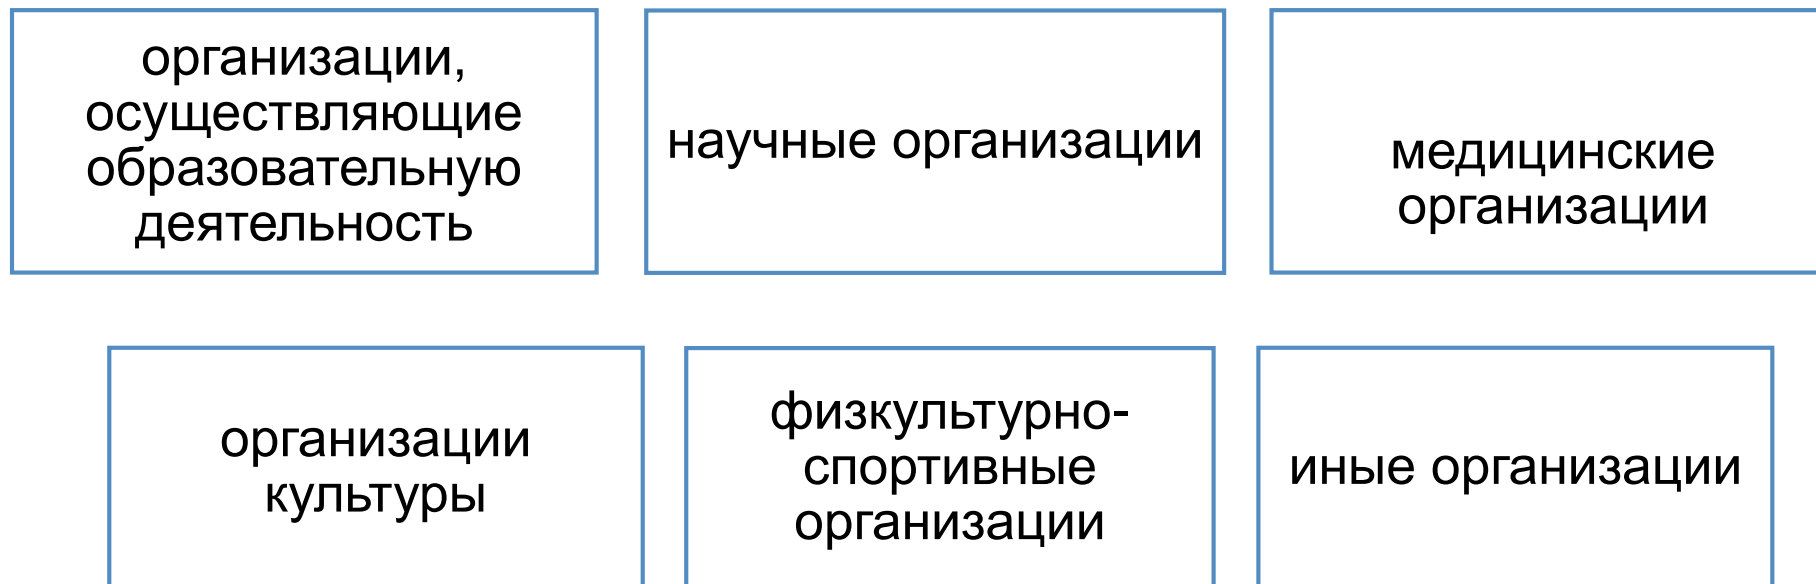 организации,
осуществляющие
образовательную
деятельность
научные организации
медицинские
организации
организации
культуры
физкультурно-
спортивные
организации
иные организации